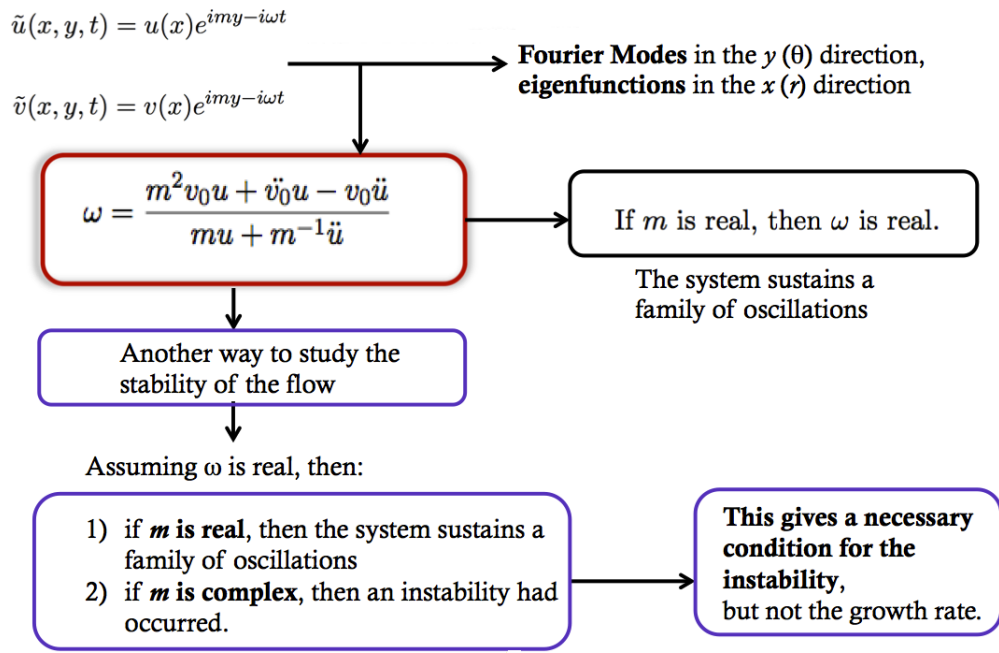 ũ(x, y, t) = u(x)e^{imy−iωt}
ṽ(x, y, t) = v(x)e^{imy−iωt}
Fourier Modes in the y (θ) direction,
eigenfunctions in the x (r) direction
ω = \frac{m²v₀u + \ddot{v₀}u − v₀ü}{mu + m⁻¹ü}
If m is real, then ω is real.
The system sustains a
family of oscillations
Another way to study the
stability of the flow
Assuming ω is real, then:
1) if m is real, then the system sustains a
family of oscillations
2) if m is complex, then an instability had
occurred.
This gives a necessary
condition for the
instability,
but not the growth rate.